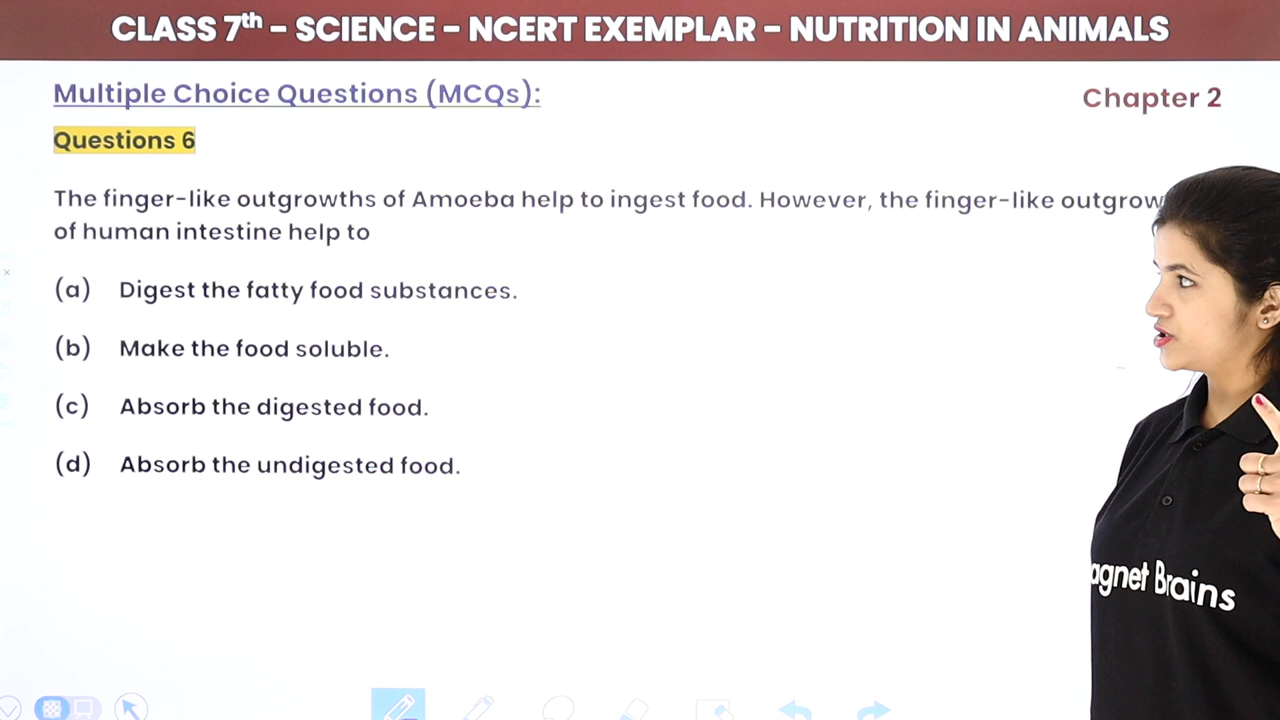 CLASS 7th – SCIENCE – NCERT EXEMPLAR – NUTRITION IN ANIMALS
Multiple Choice Questions (MCQs):
Chapter 2
Questions 6
The finger-like outgrowths of Amoeba help to ingest food. However, the finger-like outgrow
of human intestine help to
(a) Digest the fatty food substances.
(b) Make the food soluble.
(c) Absorb the digested food.
(d) Absorb the undigested food.
agnet Brains